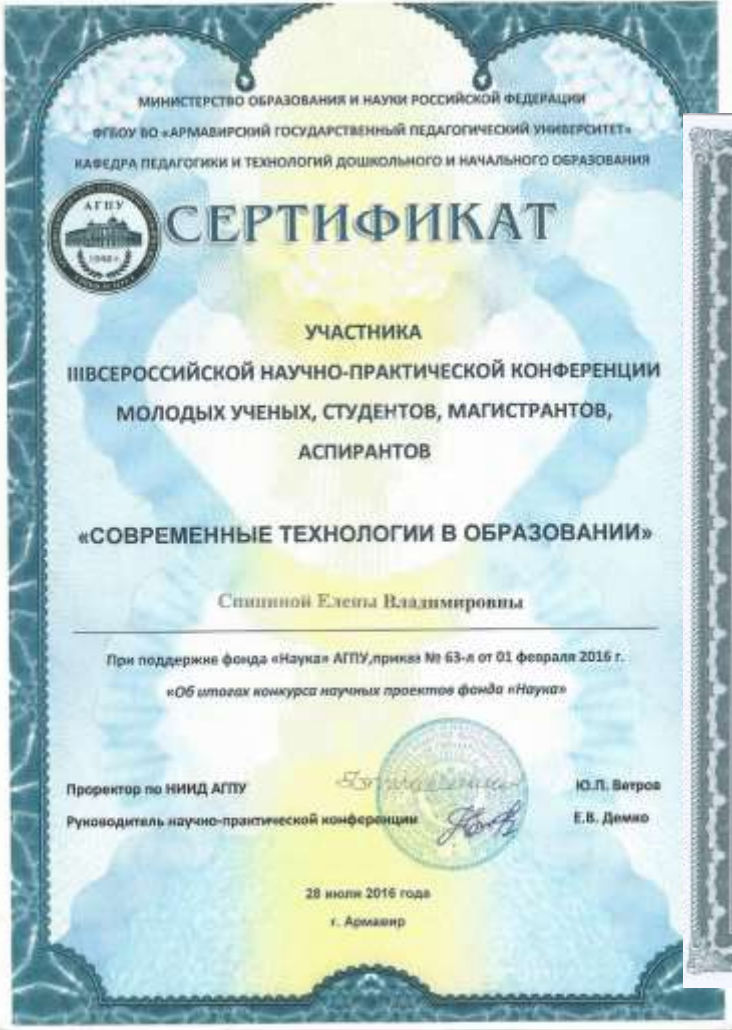 МИНИСТЕРСТВО ОБРАЗОВАНИЯ И НАУКИ РОССИЙСКОЙ ФЕДЕРАЦИИ
ФГБОУ ВО «АРМАВИРСКИЙ ГОСУДАРСТВЕННЫЙ ПЕДАГОГИЧЕСКИЙ УНИВЕРСИТЕТ»
КАФЕДРА ПЕДАГОГИКИ И ТЕХНОЛОГИЙ ДОШКОЛЬНОГО И НАЧАЛЬНОГО ОБРАЗОВАНИЯ
АГПУ
СЕРТИФИКАТ
УЧАСТНИКА
IIIВСЕРОССИЙСКОЙ НАУЧНО-ПРАКТИЧЕСКОЙ КОНФЕРЕНЦИИ
МОЛОДЫХ УЧЕНЫХ, СТУДЕНТОВ, МАГИСТРАНТОВ,
АСПИРАНТОВ
«СОВРЕМЕННЫЕ ТЕХНОЛОГИИ В ОБРАЗОВАНИИ»
Елены Владимировны
При поддержке фонда «Наука» АГПУ,приказ № 63-л от 01 февраля 2016 г.
«Об итогах конкурса научных проектов фонда «Наука»
Проректор по НИИД АГПУ Ю.П. Ветров
Руководитель научно-практической конференции Е.В. Демко
28 июля 2016 года
г. Армавир